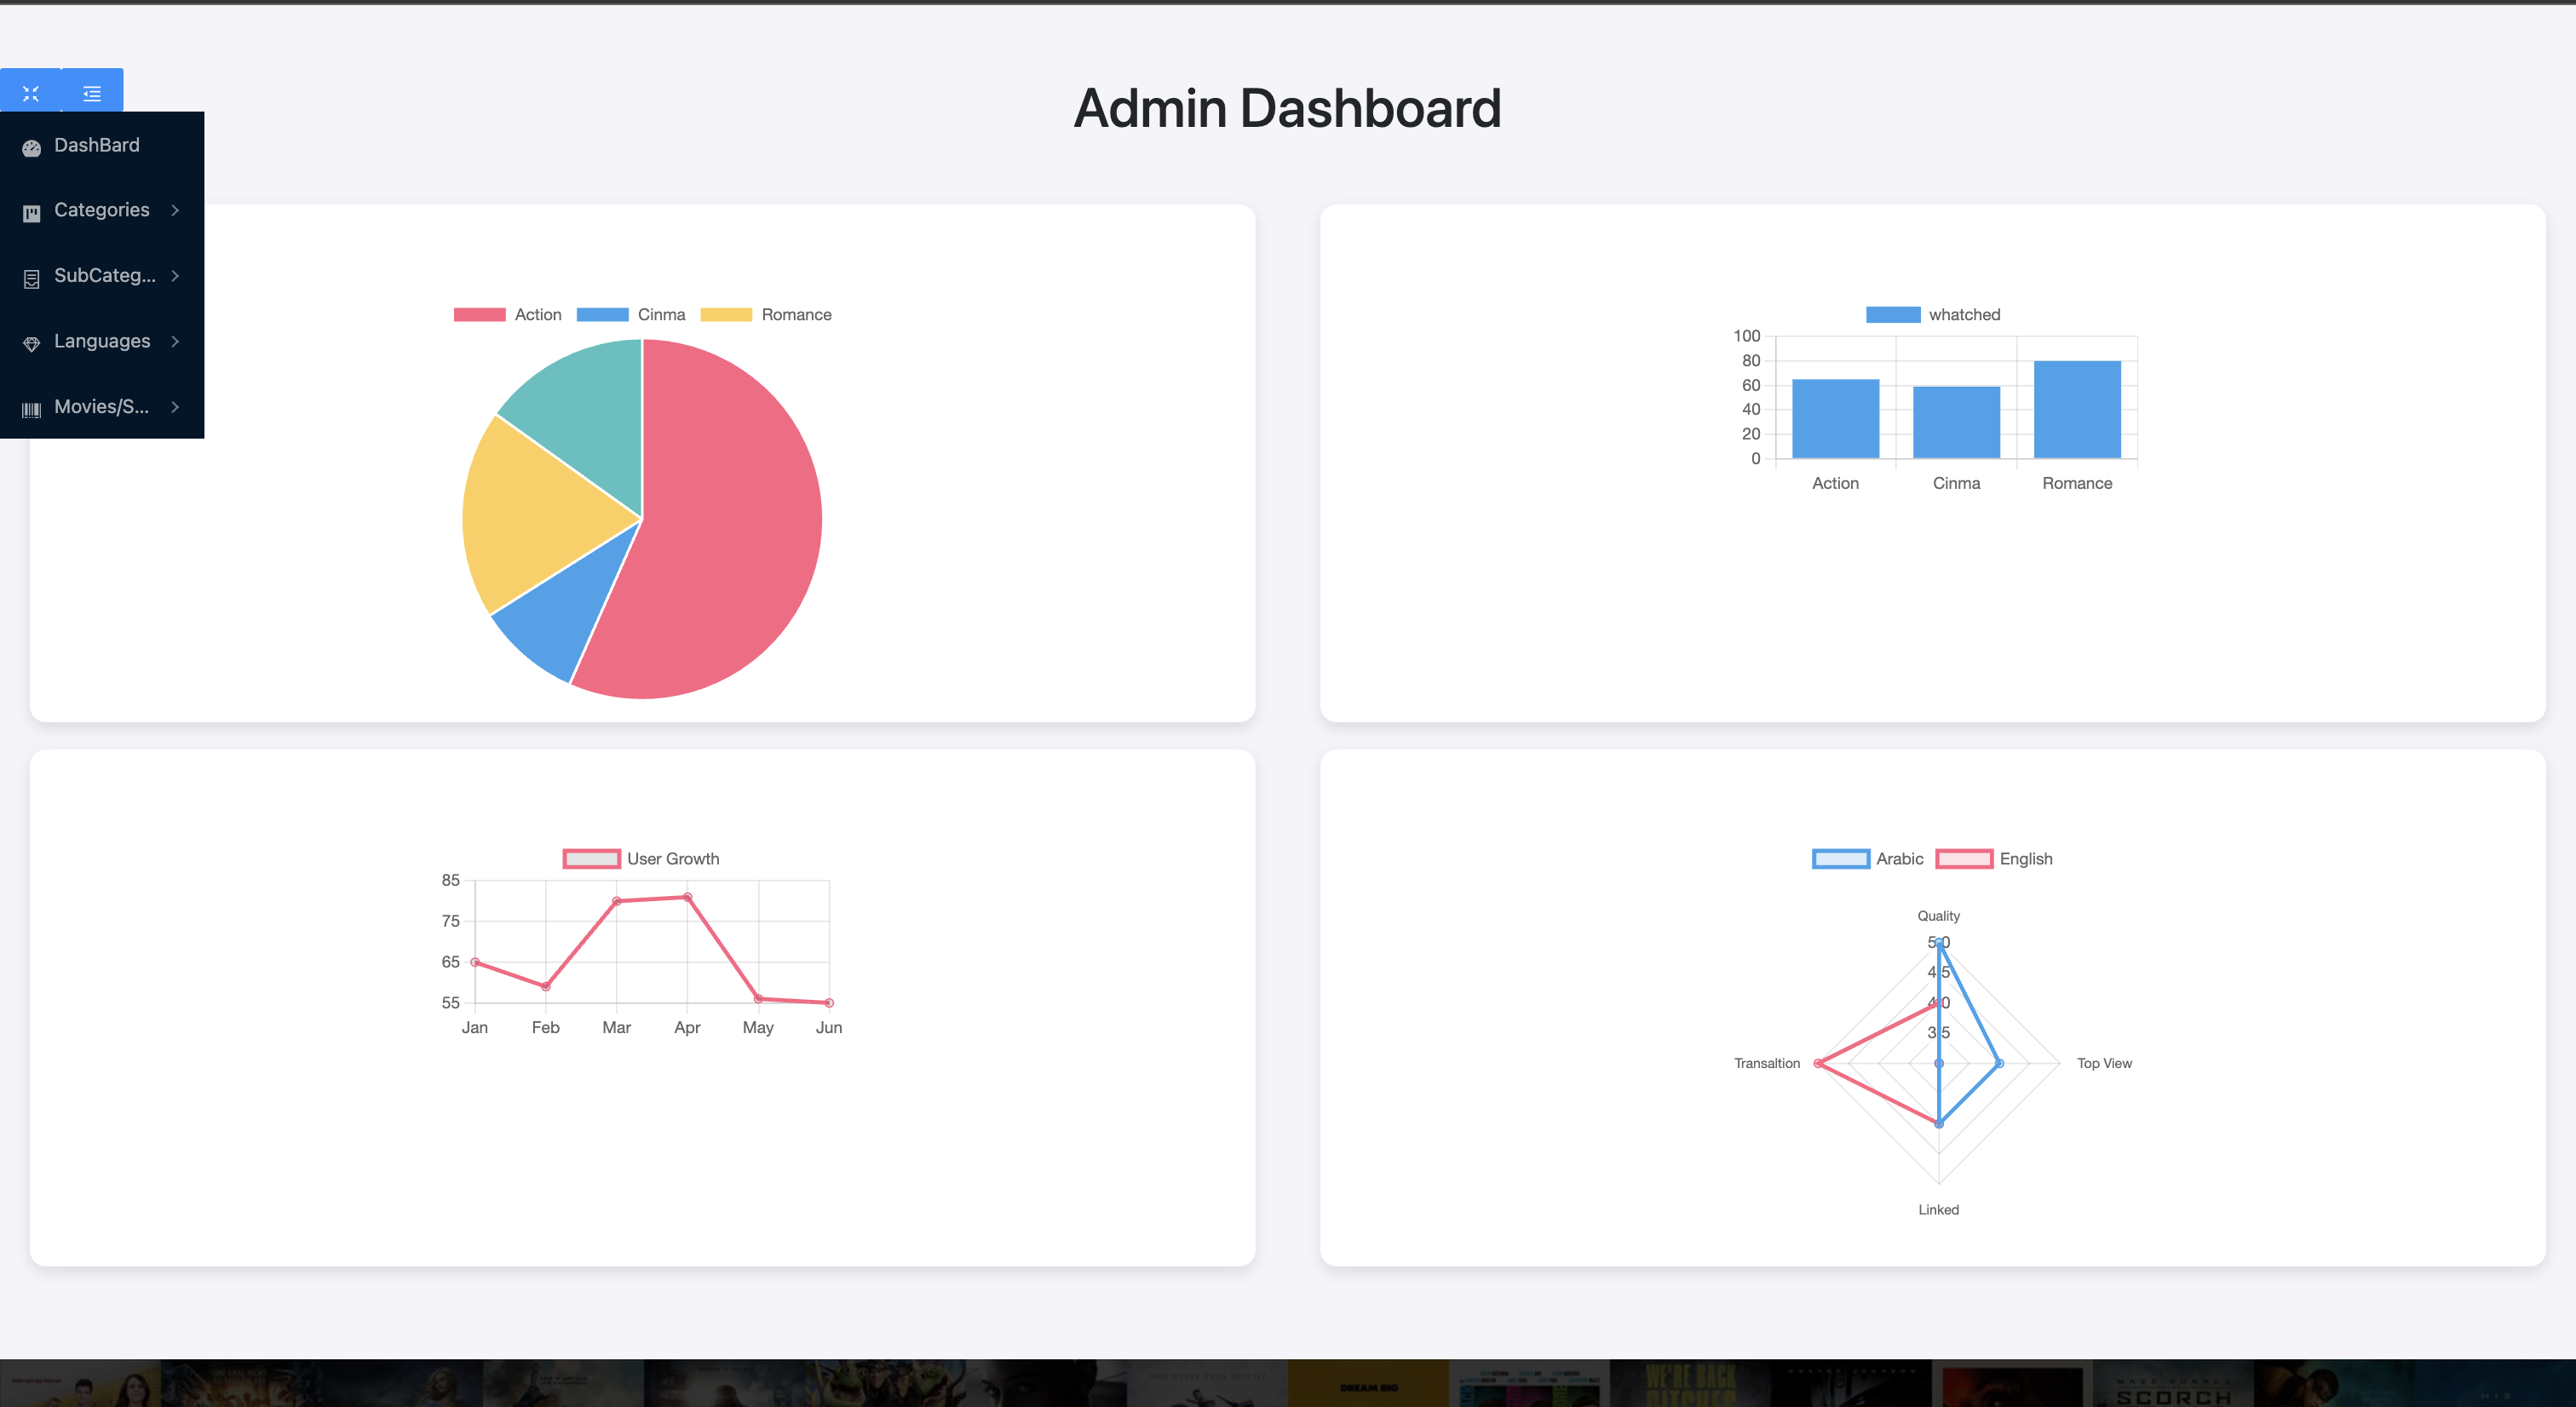 Admin Dashboard
DashBard
Categories
SubCateg...
Languages
Movies/S...
Action Cinma Romance
whatched
100
80
60
40
20
0
Action Cinma Romance
User Growth
85
75
65
55
Jan Feb Mar Apr May Jun
Arabic English
Quality
5.0
4.5
4.0
3.5
Transaltion
Top View
Linked
DREAM BIG
WE'RE BACK
SCORCH